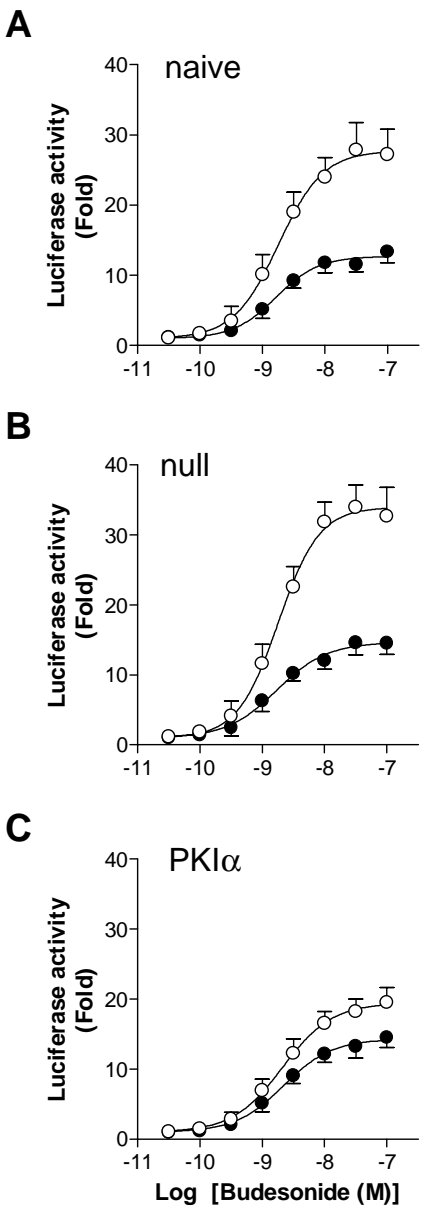 A
naive
Luciferase activity
(Fold)
40
30
20
10
0
-11 -10 -9 -8 -7
B
null
Luciferase activity
(Fold)
40
30
20
10
0
-11 -10 -9 -8 -7
C
PKIα
Luciferase activity
(Fold)
40
30
20
10
0
-11 -10 -9 -8 -7
Log [Budesonide (M)]